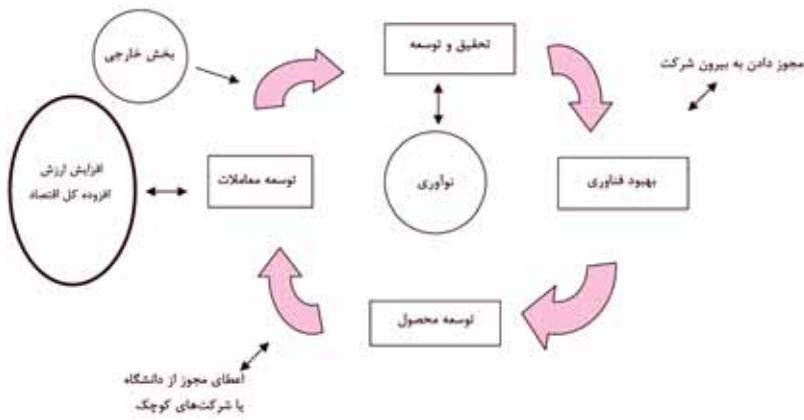 بخش خارجی
تحقیق و توسعه
مجوز دادن به بیرون شرکت
افزایش ارزش
افزوده کل اقتصاد
توسعه معاملات
نوآوری
بهبود فناوری
توسعه محصول
اعطای مجوز از دانشگاه
یا شرکت‌های کوچک